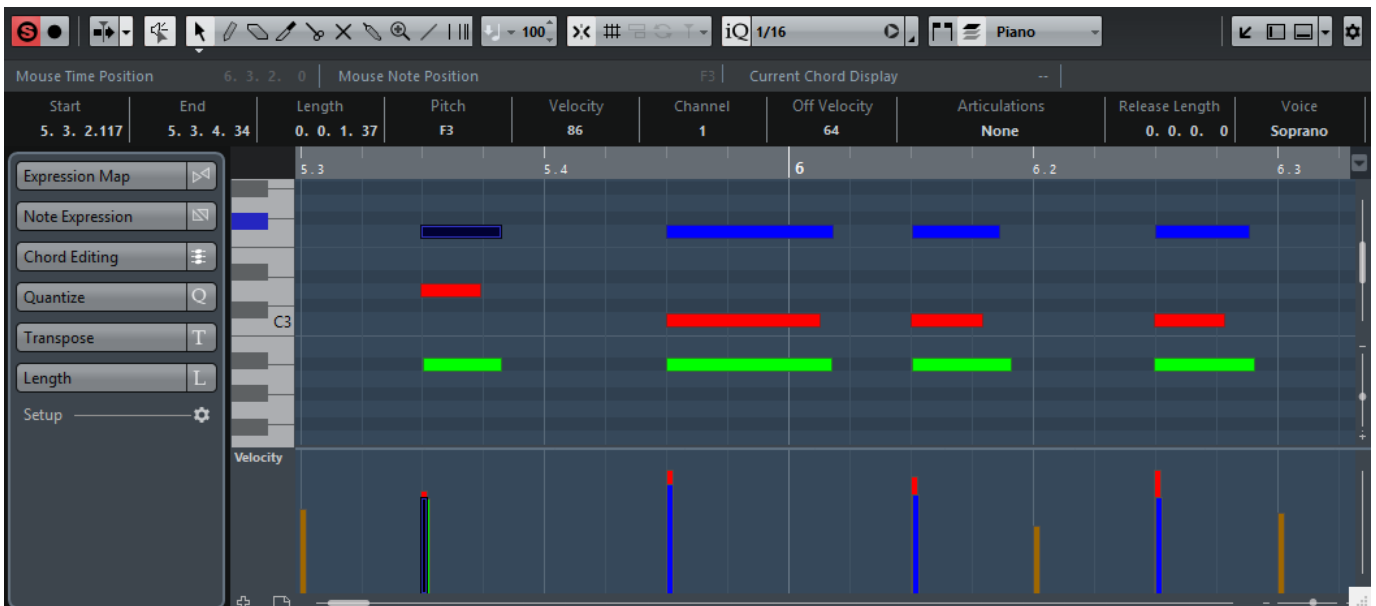 S
100 iQ 1/16 Piano
Mouse Time Position 6. 3. 2. 0 Mouse Note Position F3 Current Chord Display --
Start End Length Pitch Velocity Channel Off Velocity Articulations Release Length Voice
5. 3. 2.117 5. 3. 4. 34 0. 0. 1. 37 F3 86 1 64 None 0. 0. 0. 0 Soprano
5.3 5.4 6 6.2 6.3
Expression Map
Note Expression
Chord Editing
Quantize Q
C3
Transpose T
Length L
Setup
Velocity